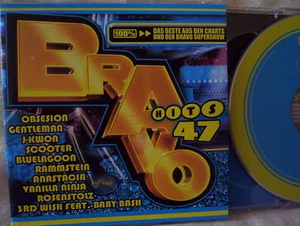 100% ▶▶ DAS BESTE AUS DEN CHARTS
UND DER BRAVO SUPERSHOW
BRAVO
HITS
47
OBSESION
GENTLEMAN
J-KWON
SCOOTER
BLUELAGOON
RAMMSTEIN
ANASTACIA
VANILLA NINJA
ROSENSTOLZ
3RD WISH FEAT. BABY BASH